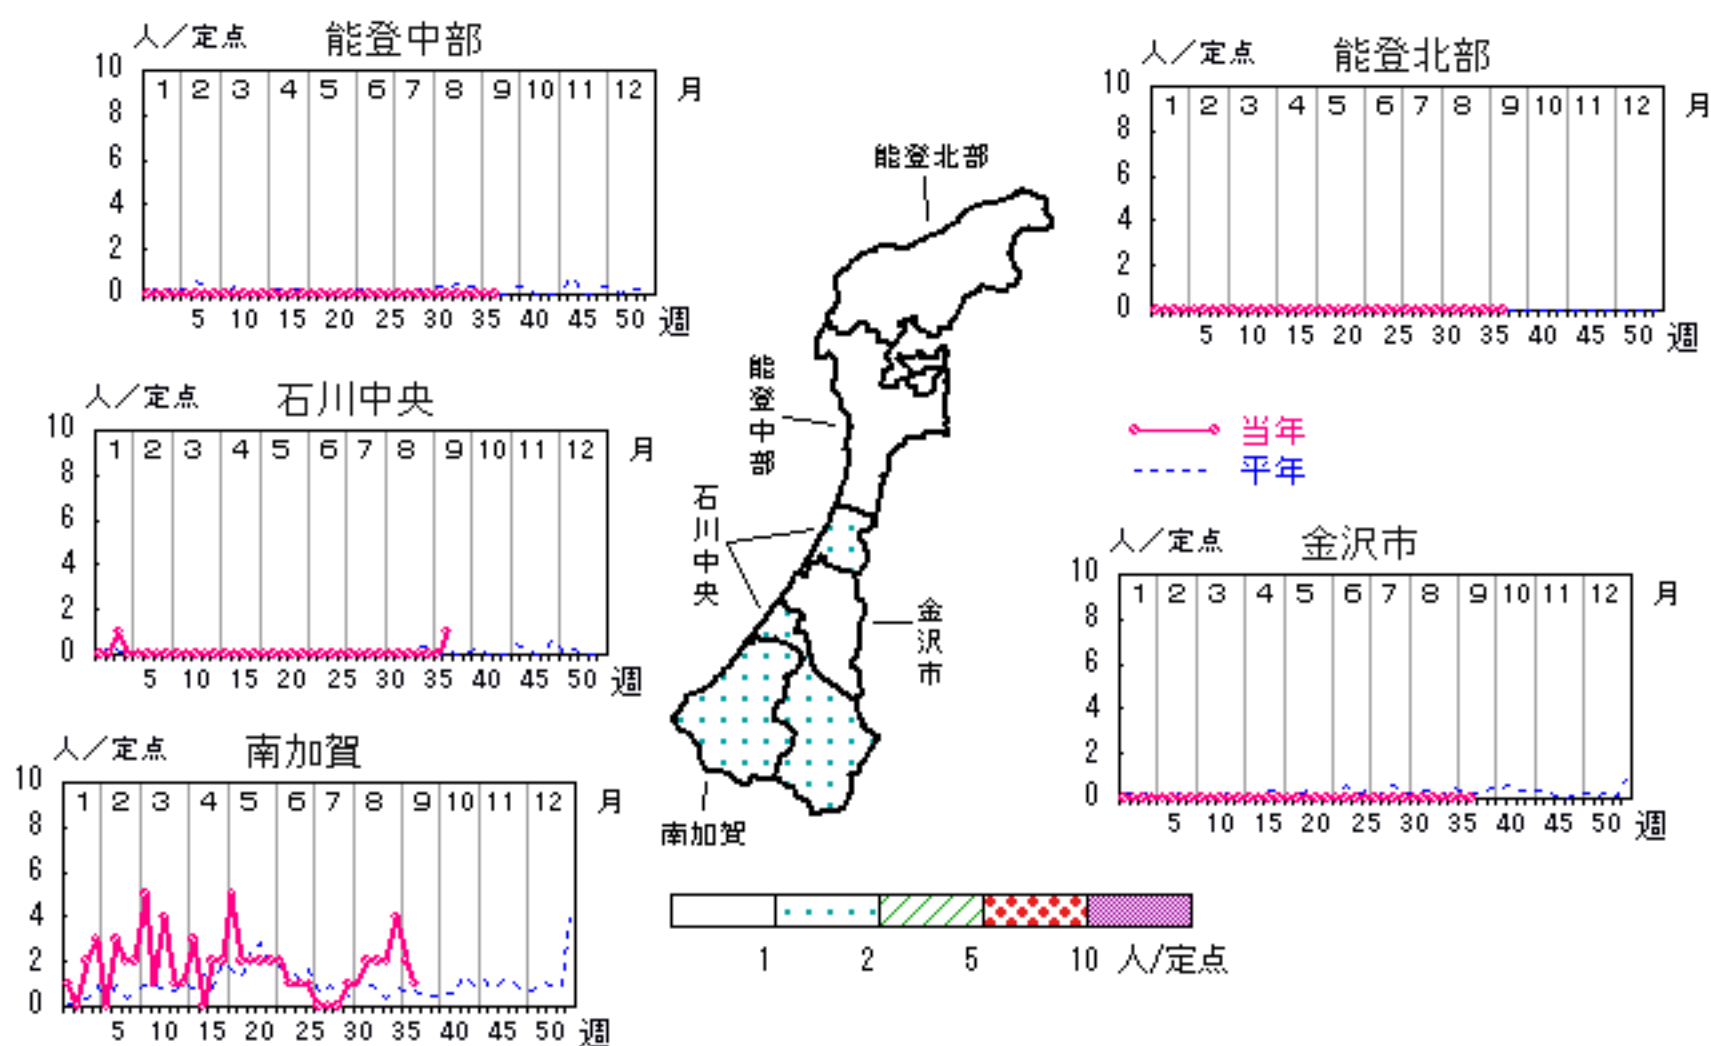 人／定点 能登中部
10 8 6 4 2 0
1 2 3 4 5 6 7 8 9 10 11 12 月
5 10 15 20 25 30 35 40 45 50 週
人／定点 能登北部
10 8 6 4 2 0
1 2 3 4 5 6 7 8 9 10 11 12 月
5 10 15 20 25 30 35 40 45 50 週
人／定点 石川中央
10 8 6 4 2 0
1 2 3 4 5 6 7 8 9 10 11 12 月
5 10 15 20 25 30 35 40 45 50 週
能登北部
能登中部
石川中央
金沢市
南加賀
当年
平年
人／定点 金沢市
10 8 6 4 2 0
1 2 3 4 5 6 7 8 9 10 11 12 月
5 10 15 20 25 30 35 40 45 50 週
人／定点 南加賀
10 8 6 4 2 0
1 2 3 4 5 6 7 8 9 10 11 12 月
5 10 15 20 25 30 35 40 45 50 週
1 2 5 10 人/定点